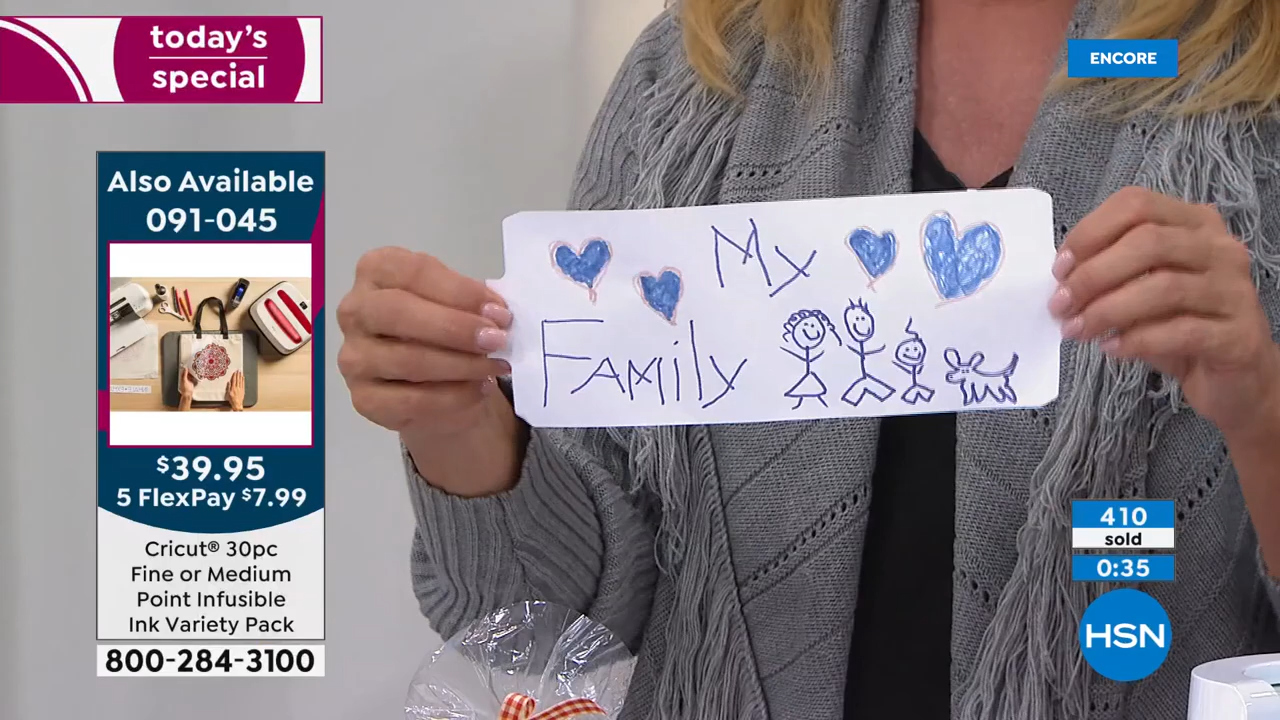 today's
special
ENCORE
Also Available
091-045
$39.95
5 FlexPay $7.99
Cricut® 30pc
Fine or Medium
Point Infusible
Ink Variety Pack
800-284-3100
My
FAMily
410
sold
0:35
HSN